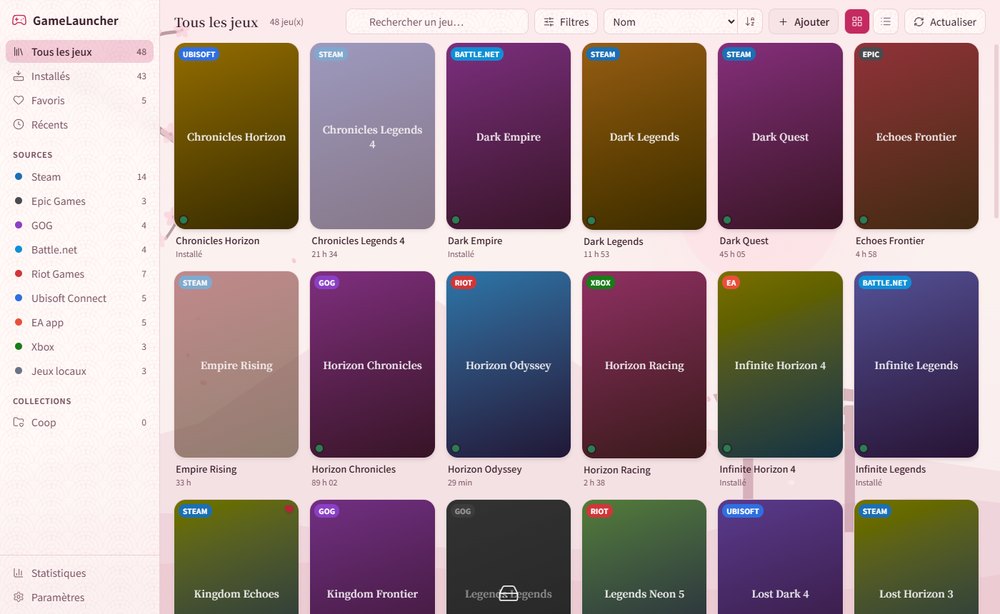 GameLauncher
Tous les jeux 48
Installés 43
Favoris 5
Récents
SOURCES
Steam 14
Epic Games 3
GOG 4
Battle.net 4
Riot Games 7
Ubisoft Connect 5
EA app 5
Xbox 3
Jeux locaux 3
COLLECTIONS
Coop 0
Statistiques
Paramètres
Tous les jeux 48 jeu(x) Rechercher un jeu… Filtres Nom Ajouter Actualiser
UBISOFT STEAM BATTLE.NET STEAM STEAM EPIC
Chronicles Horizon
Chronicles Legends
4
Dark Empire
Dark Legends
Dark Quest
Echoes Frontier
Chronicles Horizon
Installé
Chronicles Legends 4
21 h 34
Dark Empire
Installé
Dark Legends
11 h 53
Dark Quest
45 h 05
Echoes Frontier
4 h 58
STEAM GOG RIOT XBOX EA BATTLE.NET
Empire Rising
Horizon Chronicles
Horizon Odyssey
Horizon Racing
Infinite Horizon 4
Infinite Legends
Empire Rising
33 h
Horizon Chronicles
89 h 02
Horizon Odyssey
29 min
Horizon Racing
2 h 38
Infinite Horizon 4
Installé
Infinite Legends
Installé
STEAM GOG GOG RIOT UBISOFT STEAM
Kingdom Echoes
Kingdom Frontier
Legends Legends
Legends Neon 5
Lost Dark 4
Lost Horizon 3